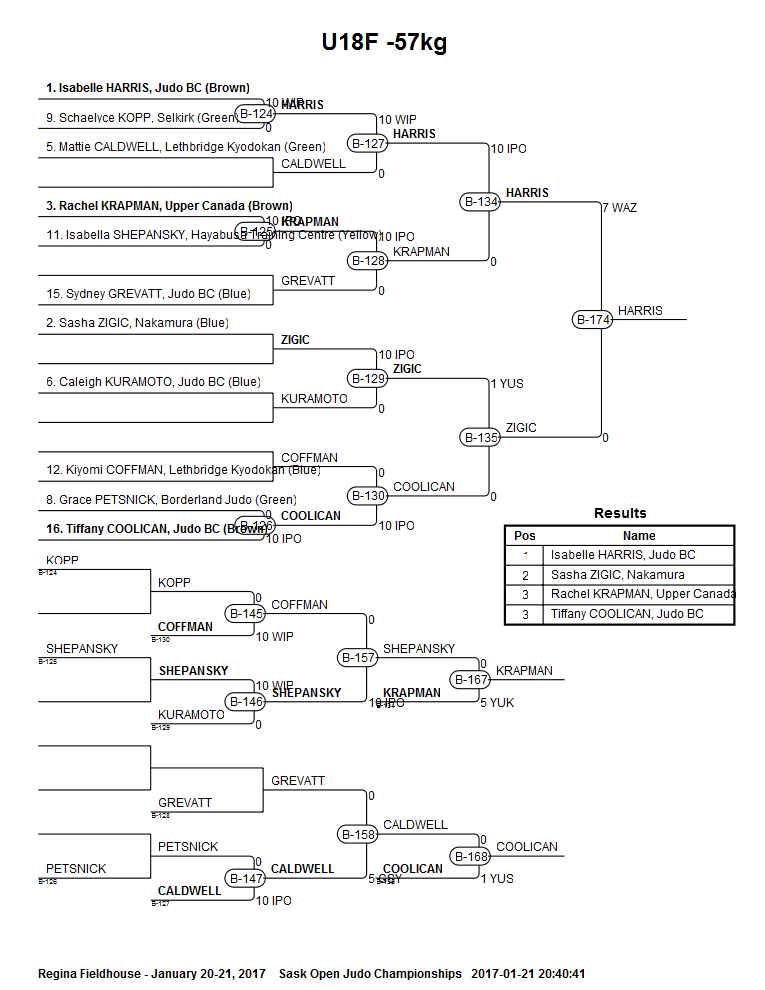 U18F -57kg
1. Isabelle HARRIS, Judo BC (Brown)
10 WIP
HARRIS
B-124
9. Schaelyce KOPP, Selkirk (Green)
0
10 WIP
HARRIS
B-127
5. Mattie CALDWELL, Lethbridge Kyodokan (Green)
10 IPO
CALDWELL
0
3. Rachel KRAPMAN, Upper Canada (Brown)
HARRIS
B-134
7 WAZ
10 IPO
KRAPMAN
B-125
11. Isabella SHEPANSKY, Hayabusa Training Centre (Yellow)
10 IPO
0
KRAPMAN
B-128
0
GREVATT
0
15. Sydney GREVATT, Judo BC (Blue)
HARRIS
B-174
2. Sasha ZIGIC, Nakamura (Blue)
ZIGIC
10 IPO
ZIGIC
B-129
6. Caleigh KURAMOTO, Judo BC (Blue)
1 YUS
KURAMOTO
0
ZIGIC
B-135
0
COFFMAN
12. Kiyomi COFFMAN, Lethbridge Kyodokan (Blue)
0
COOLICAN
B-130
8. Grace PETSNICK, Borderland Judo (Green)
0
0
COOLICAN
B-126
16. Tiffany COOLICAN, Judo BC (Brown)
10 IPO
10 IPO
Results
Pos Name
1 Isabelle HARRIS, Judo BC
2 Sasha ZIGIC, Nakamura
3 Rachel KRAPMAN, Upper Canada
3 Tiffany COOLICAN, Judo BC
KOPP
B-124
KOPP
0
COFFMAN
B-145
COFFMAN
B-130
10 WIP
0
SHEPANSKY
B-125
SHEPANSKY
B-157
0
SHEPANSKY
KRAPMAN
B-167
10 WIP
SHEPANSKY
B-146
KRAPMAN
10 IPO
5 YUK
KURAMOTO
B-129
0
GREVATT
0
GREVATT
B-128
CALDWELL
B-158
0
PETSNICK
COOLICAN
B-168
0
PETSNICK
B-126
CALDWELL
B-147
COOLICAN
5 GSY
1 YUS
CALDWELL
B-127
10 IPO
Regina Fieldhouse - January 20-21, 2017 Sask Open Judo Championships 2017-01-21 20:40:41